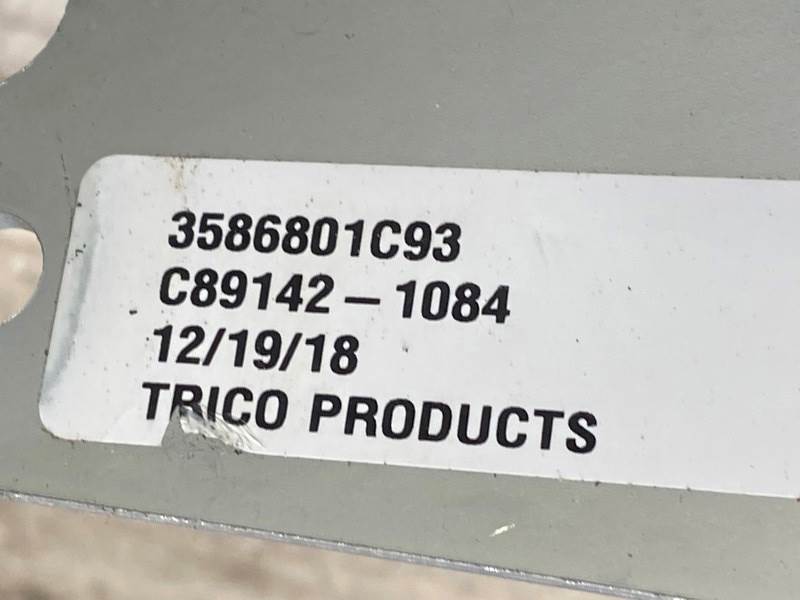 3586801C93
C89142-1084
12/19/18
TRICO PRODUCTS